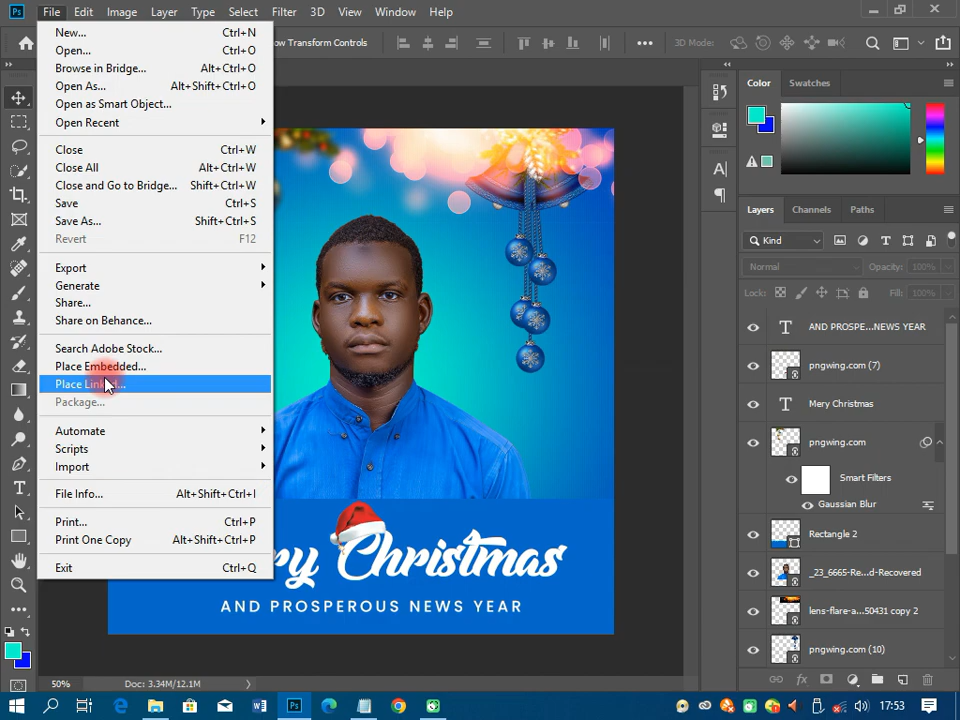 Ps File Edit Image Layer Type Select Filter 3D View Window Help
ow Transform Controls ••• 3D Mode:
New... Ctrl+N
Open... Ctrl+O
Browse in Bridge... Alt+Ctrl+O
Open As... Alt+Shift+Ctrl+O
Open as Smart Object...
Open Recent
Close Ctrl+W
Close All Alt+Ctrl+W
Close and Go to Bridge... Shift+Ctrl+W
Save Ctrl+S
Save As... Shift+Ctrl+S
Revert F12
Export
Generate
Share...
Share on Behance...
Search Adobe Stock...
Place Embedded...
Place Lin...
Package...
Automate
Scripts
Import
File Info... Alt+Shift+Ctrl+I
Print... Ctrl+P
Print One Copy Alt+Shift+Ctrl+P
Exit Ctrl+Q
ry Christmas
AND PROSPEROUS NEWS YEAR
Color Swatches
Layers Channels Paths
Kind
Normal Opacity: 100%
Lock: Fill: 100%
AND PROSPE...NEWS YEAR
pngwing.com (7)
Mery Christmas
pngwing.com
Smart Filters
Gaussian Blur
Rectangle 2
_23_6665-Re...d-Recovered
lens-flare-a...50431 copy 2
pngwing.com (10)
50% Doc: 3.34M/12.1M
17:53